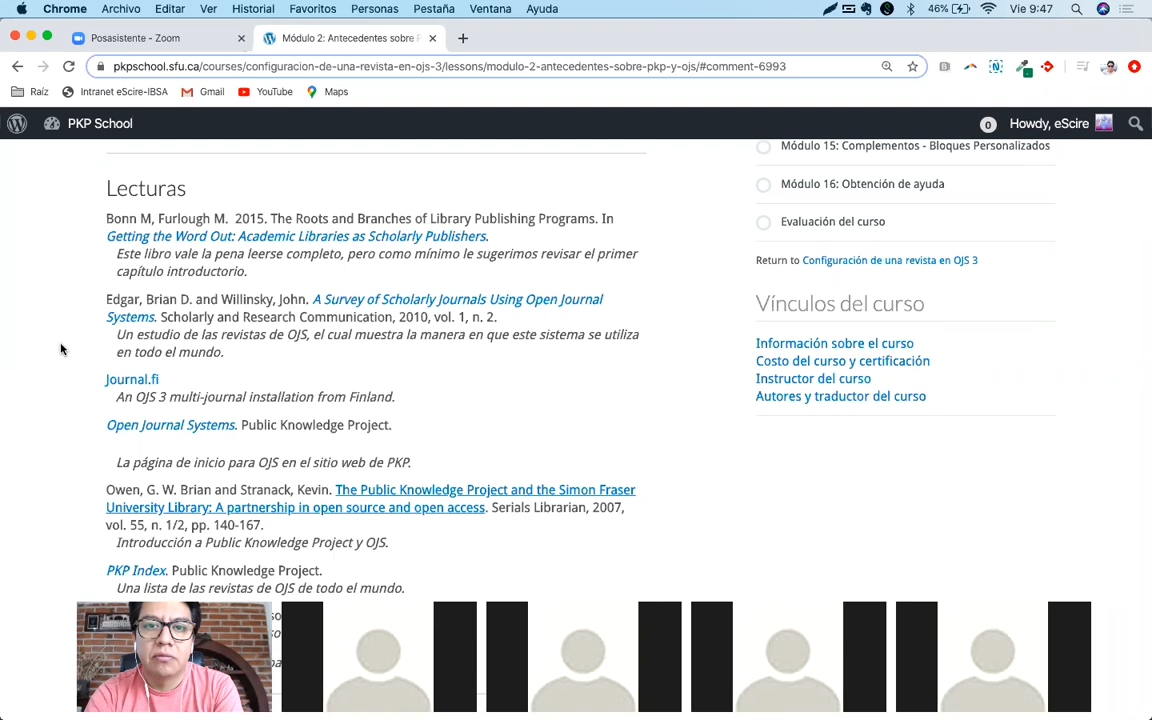 Chrome Archivo Editar Ver Historial Favoritos Personas Pestaña Ventana Ayuda 46% Vie 9:47
Posasistente - Zoom Módulo 2: Antecedentes sobre P
pkpschool.sfu.ca/courses/configuracion-de-una-revista-en-ojs-3/lessons/modulo-2-antecedentes-sobre-pkp-y-ojs/#comment-6993
Raíz Intranet eScire-IBSA Gmail YouTube Maps
PKP School 0 Howdy, eScire
Lecturas
Bonn M, Furlough M. 2015. The Roots and Branches of Library Publishing Programs. In
Getting the Word Out: Academic Libraries as Scholarly Publishers.
Este libro vale la pena leerse completo, pero como mínimo le sugerimos revisar el primer
capítulo introductorio.
Edgar, Brian D. and Willinsky, John. A Survey of Scholarly Journals Using Open Journal
Systems. Scholarly and Research Communication, 2010, vol. 1, n. 2.
Un estudio de las revistas de OJS, el cual muestra la manera en que este sistema se utiliza
en todo el mundo.
Journal.fi
An OJS 3 multi-journal installation from Finland.
Open Journal Systems. Public Knowledge Project.
La página de inicio para OJS en el sitio web de PKP.
Owen, G. W. Brian and Stranack, Kevin. The Public Knowledge Project and the Simon Fraser
University Library: A partnership in open source and open access. Serials Librarian, 2007,
vol. 55, n. 1/2, pp. 140-167.
Introducción a Public Knowledge Project y OJS.
PKP Index. Public Knowledge Project.
Una lista de las revistas de OJS de todo el mundo.
Módulo 15: Complementos - Bloques Personalizados
Módulo 16: Obtención de ayuda
Evaluación del curso
Return to Configuración de una revista en OJS 3
Vínculos del curso
Información sobre el curso
Costo del curso y certificación
Instructor del curso
Autores y traductor del curso